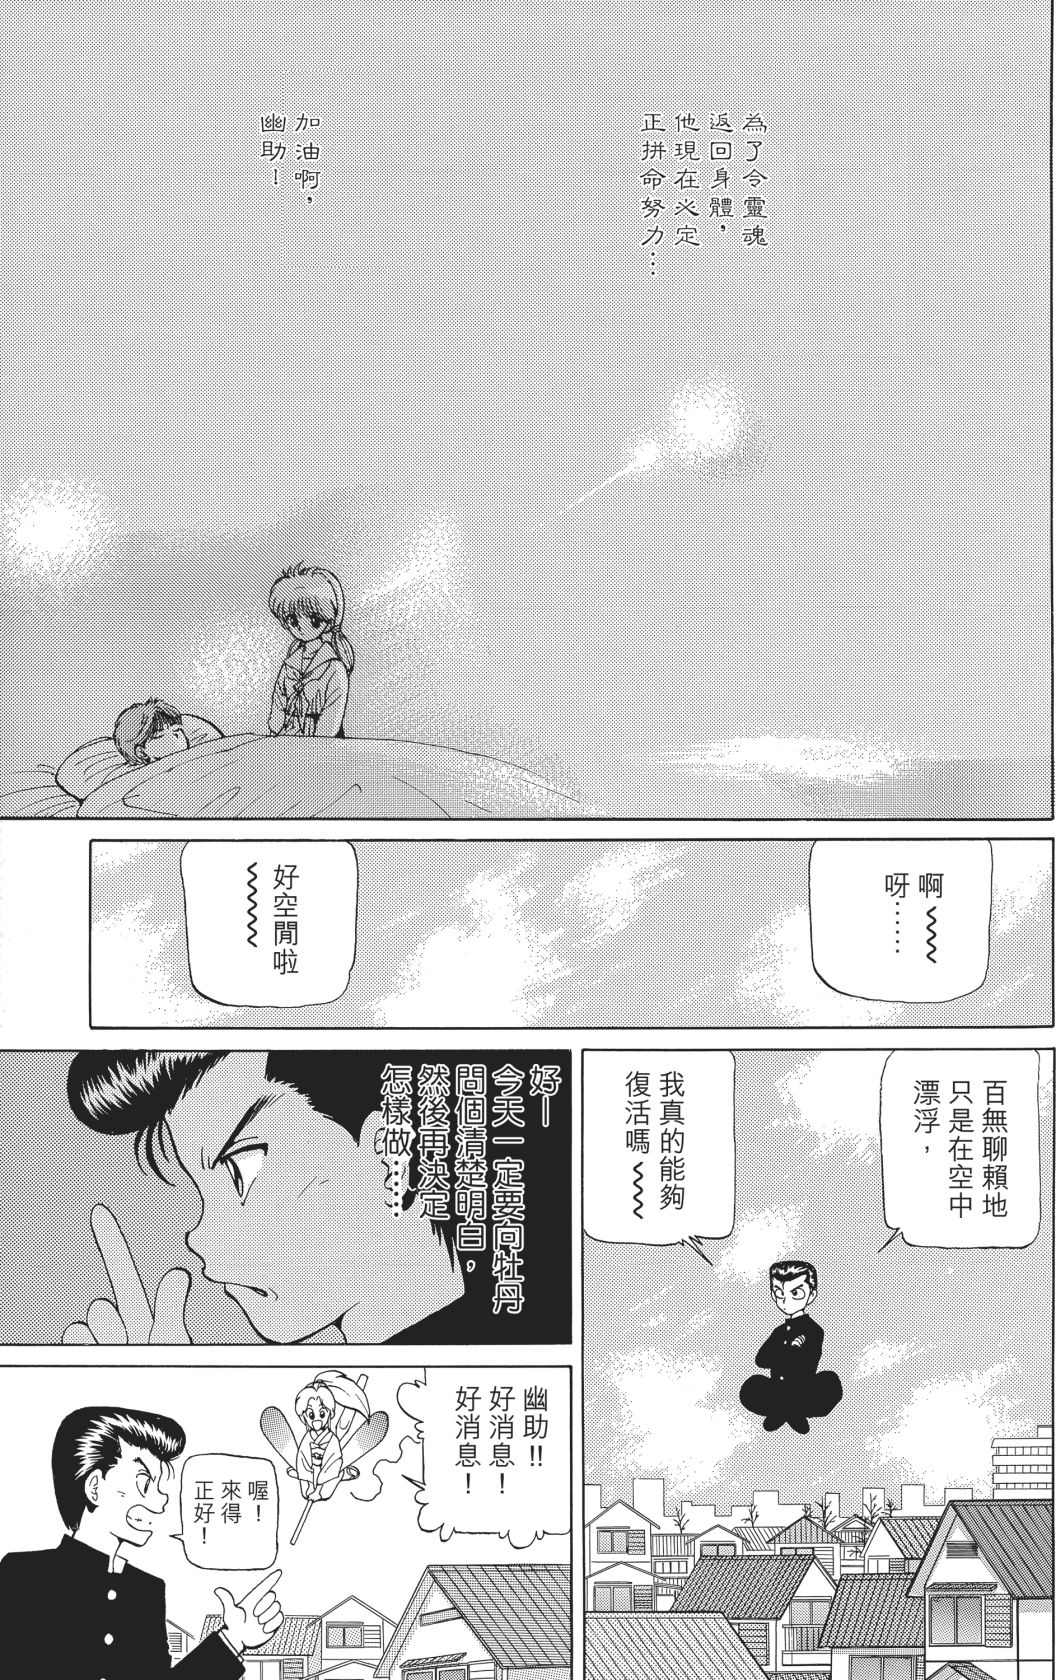 為了令靈魂
返回身體，
他現在必定
正拼命努力……
加油啊，
幽助！
啊～～
呀……
好空閒啦
～～～
百無聊賴地
只是在空中
漂浮，
我真的能夠
復活嗎～～
好—
今天一定要向牡丹
問個清楚明白，
然後再決定
怎樣做……
幽助!!
好消息！
好消息！
喔！
來得
正好！